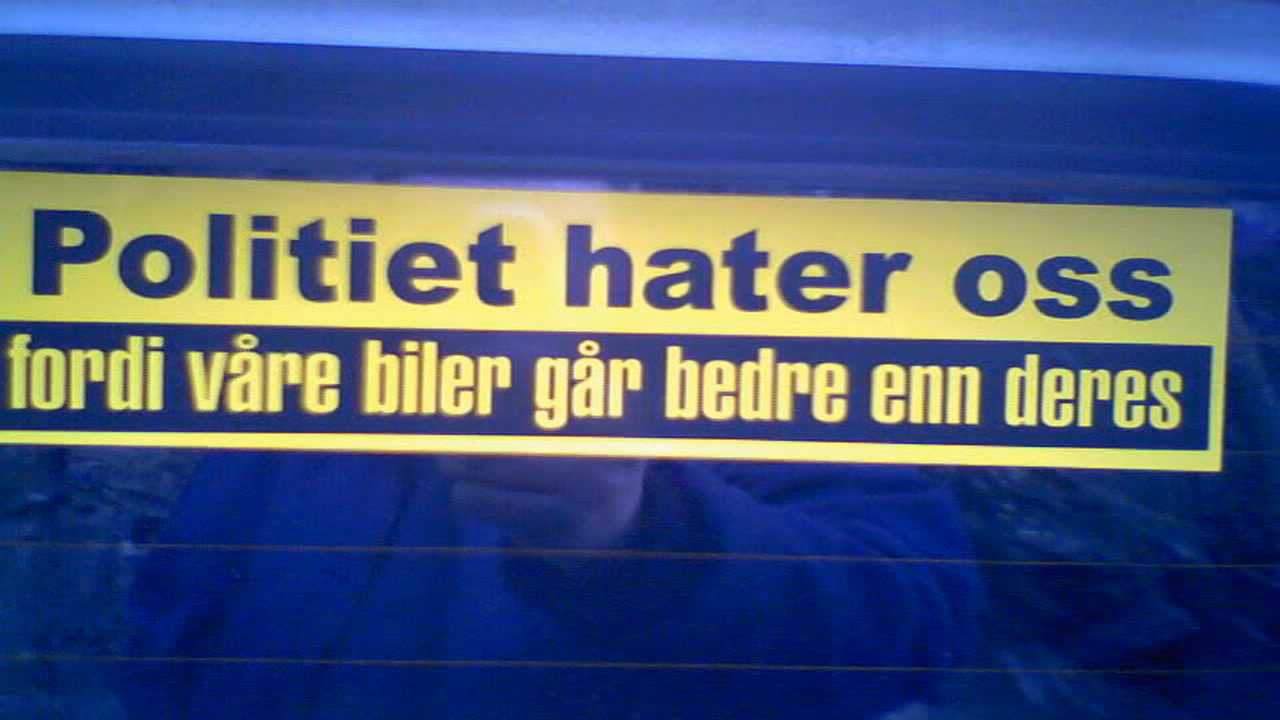 Politiet hater oss
fordi våre biler går bedre enn deres